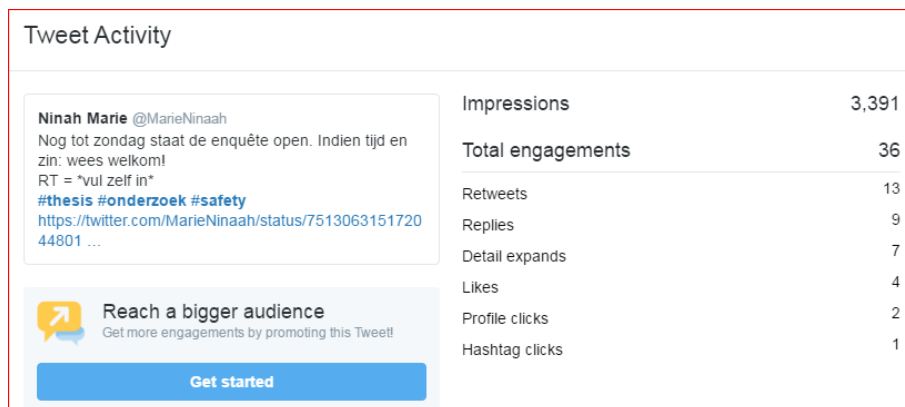 Tweet Activity
Ninah Marie @MarieNinaah
Nog tot zondag staat de enquête open. Indien tijd en
zin: wees welkom!
RT = *vul zelf in*
#thesis #onderzoek #safety
https://twitter.com/MarieNinaah/status/7513063151720
44801 ...
Reach a bigger audience
Get more engagements by promoting this Tweet!
Get started
Impressions 3,391
Total engagements 36
Retweets 13
Replies 9
Detail expands 7
Likes 4
Profile clicks 2
Hashtag clicks 1